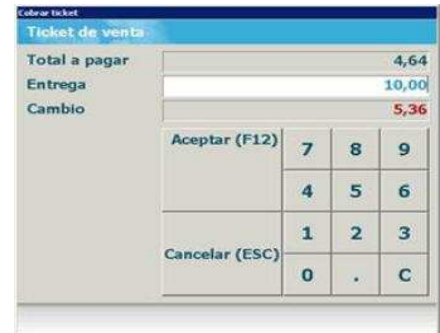 Cobrar ticket
Ticket de venta
Total a pagar 4,64
Entrega 10,00
Cambio 5,36
Aceptar (F12) 7 8 9
4 5 6
Cancelar (ESC) 1 2 3
0 . C